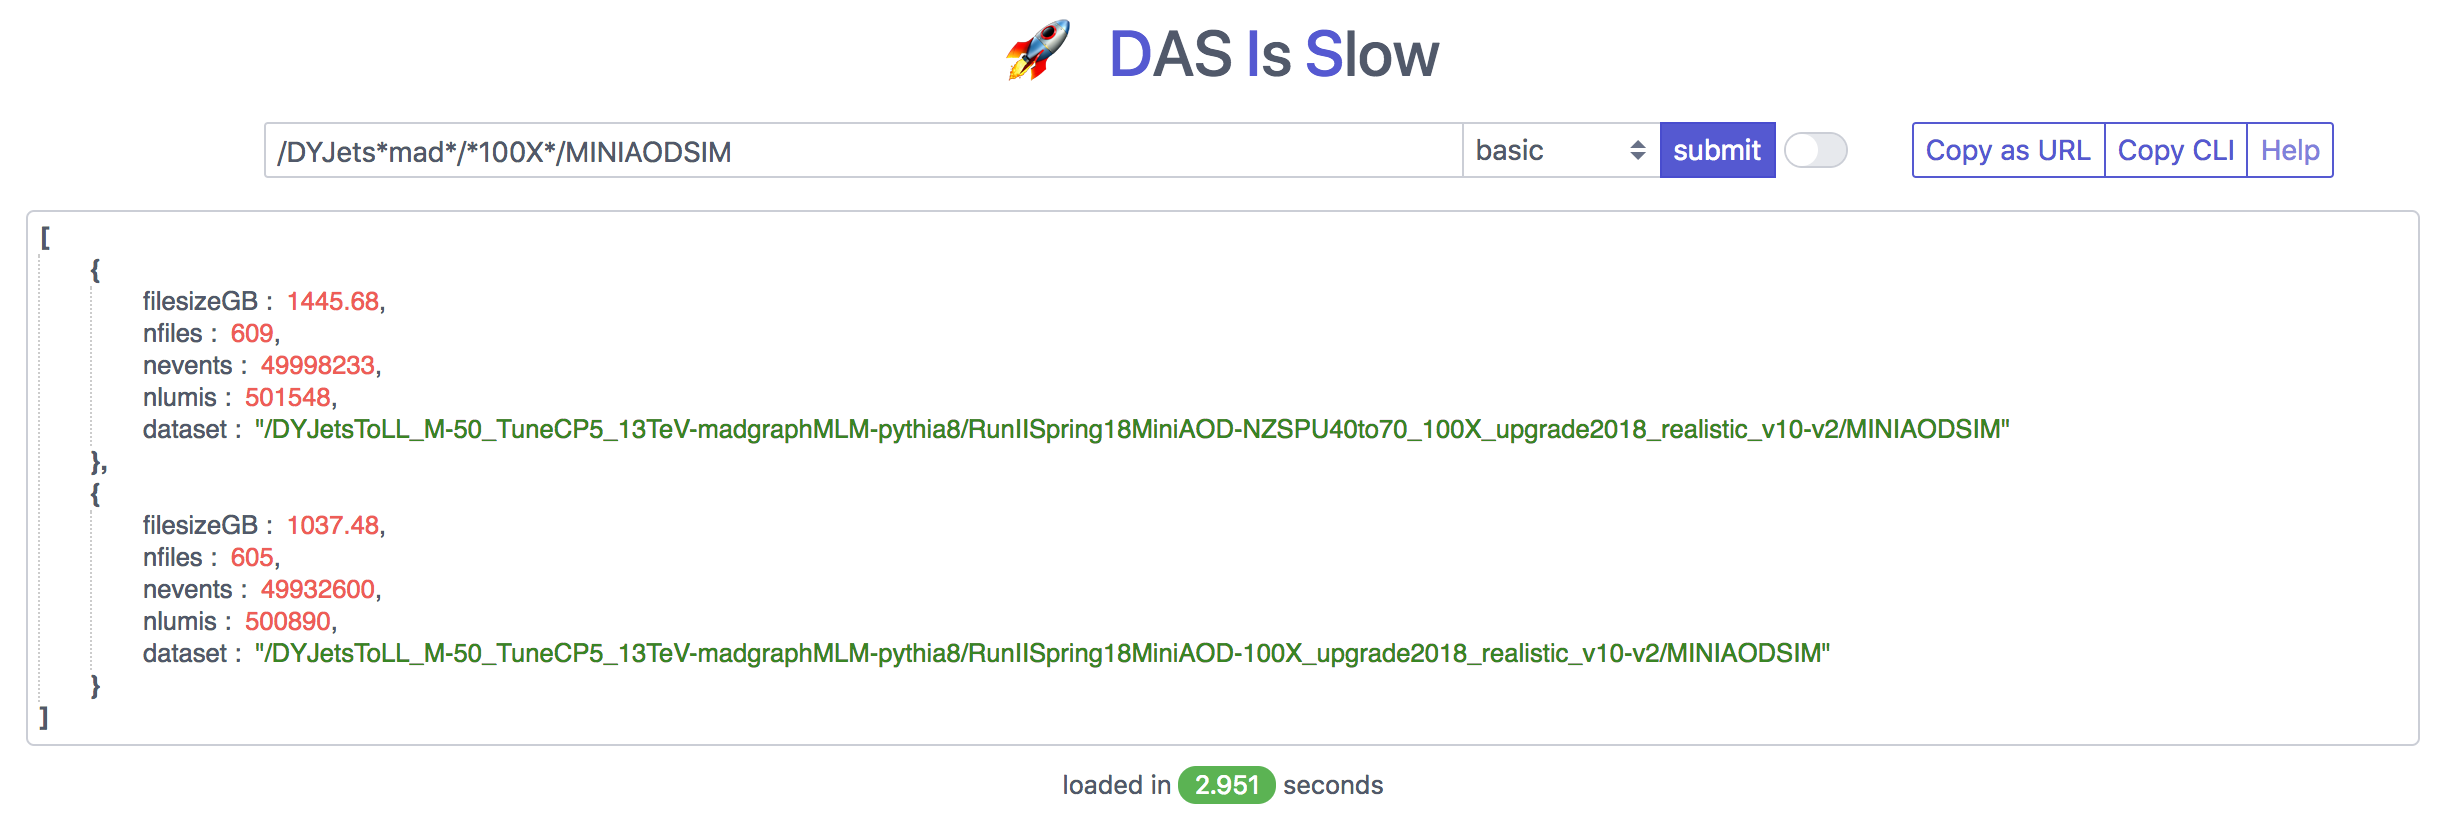 DAS Is Slow
/DYJets*mad*/*100X*/MINIAODSIM basic submit Copy as URL Copy CLI Help
[
{
filesizeGB : 1445.68,
nfiles : 609,
nevents : 49998233,
nlumis : 501548,
dataset : "/DYJetsToLL_M-50_TuneCP5_13TeV-madgraphMLM-pythia8/RunIISpring18MiniAOD-NZSPU40to70_100X_upgrade2018_realistic_v10-v2/MINIAODSIM"
},
{
filesizeGB : 1037.48,
nfiles : 605,
nevents : 49932600,
nlumis : 500890,
dataset : "/DYJetsToLL_M-50_TuneCP5_13TeV-madgraphMLM-pythia8/RunIISpring18MiniAOD-100X_upgrade2018_realistic_v10-v2/MINIAODSIM"
}
]
loaded in 2.951 seconds